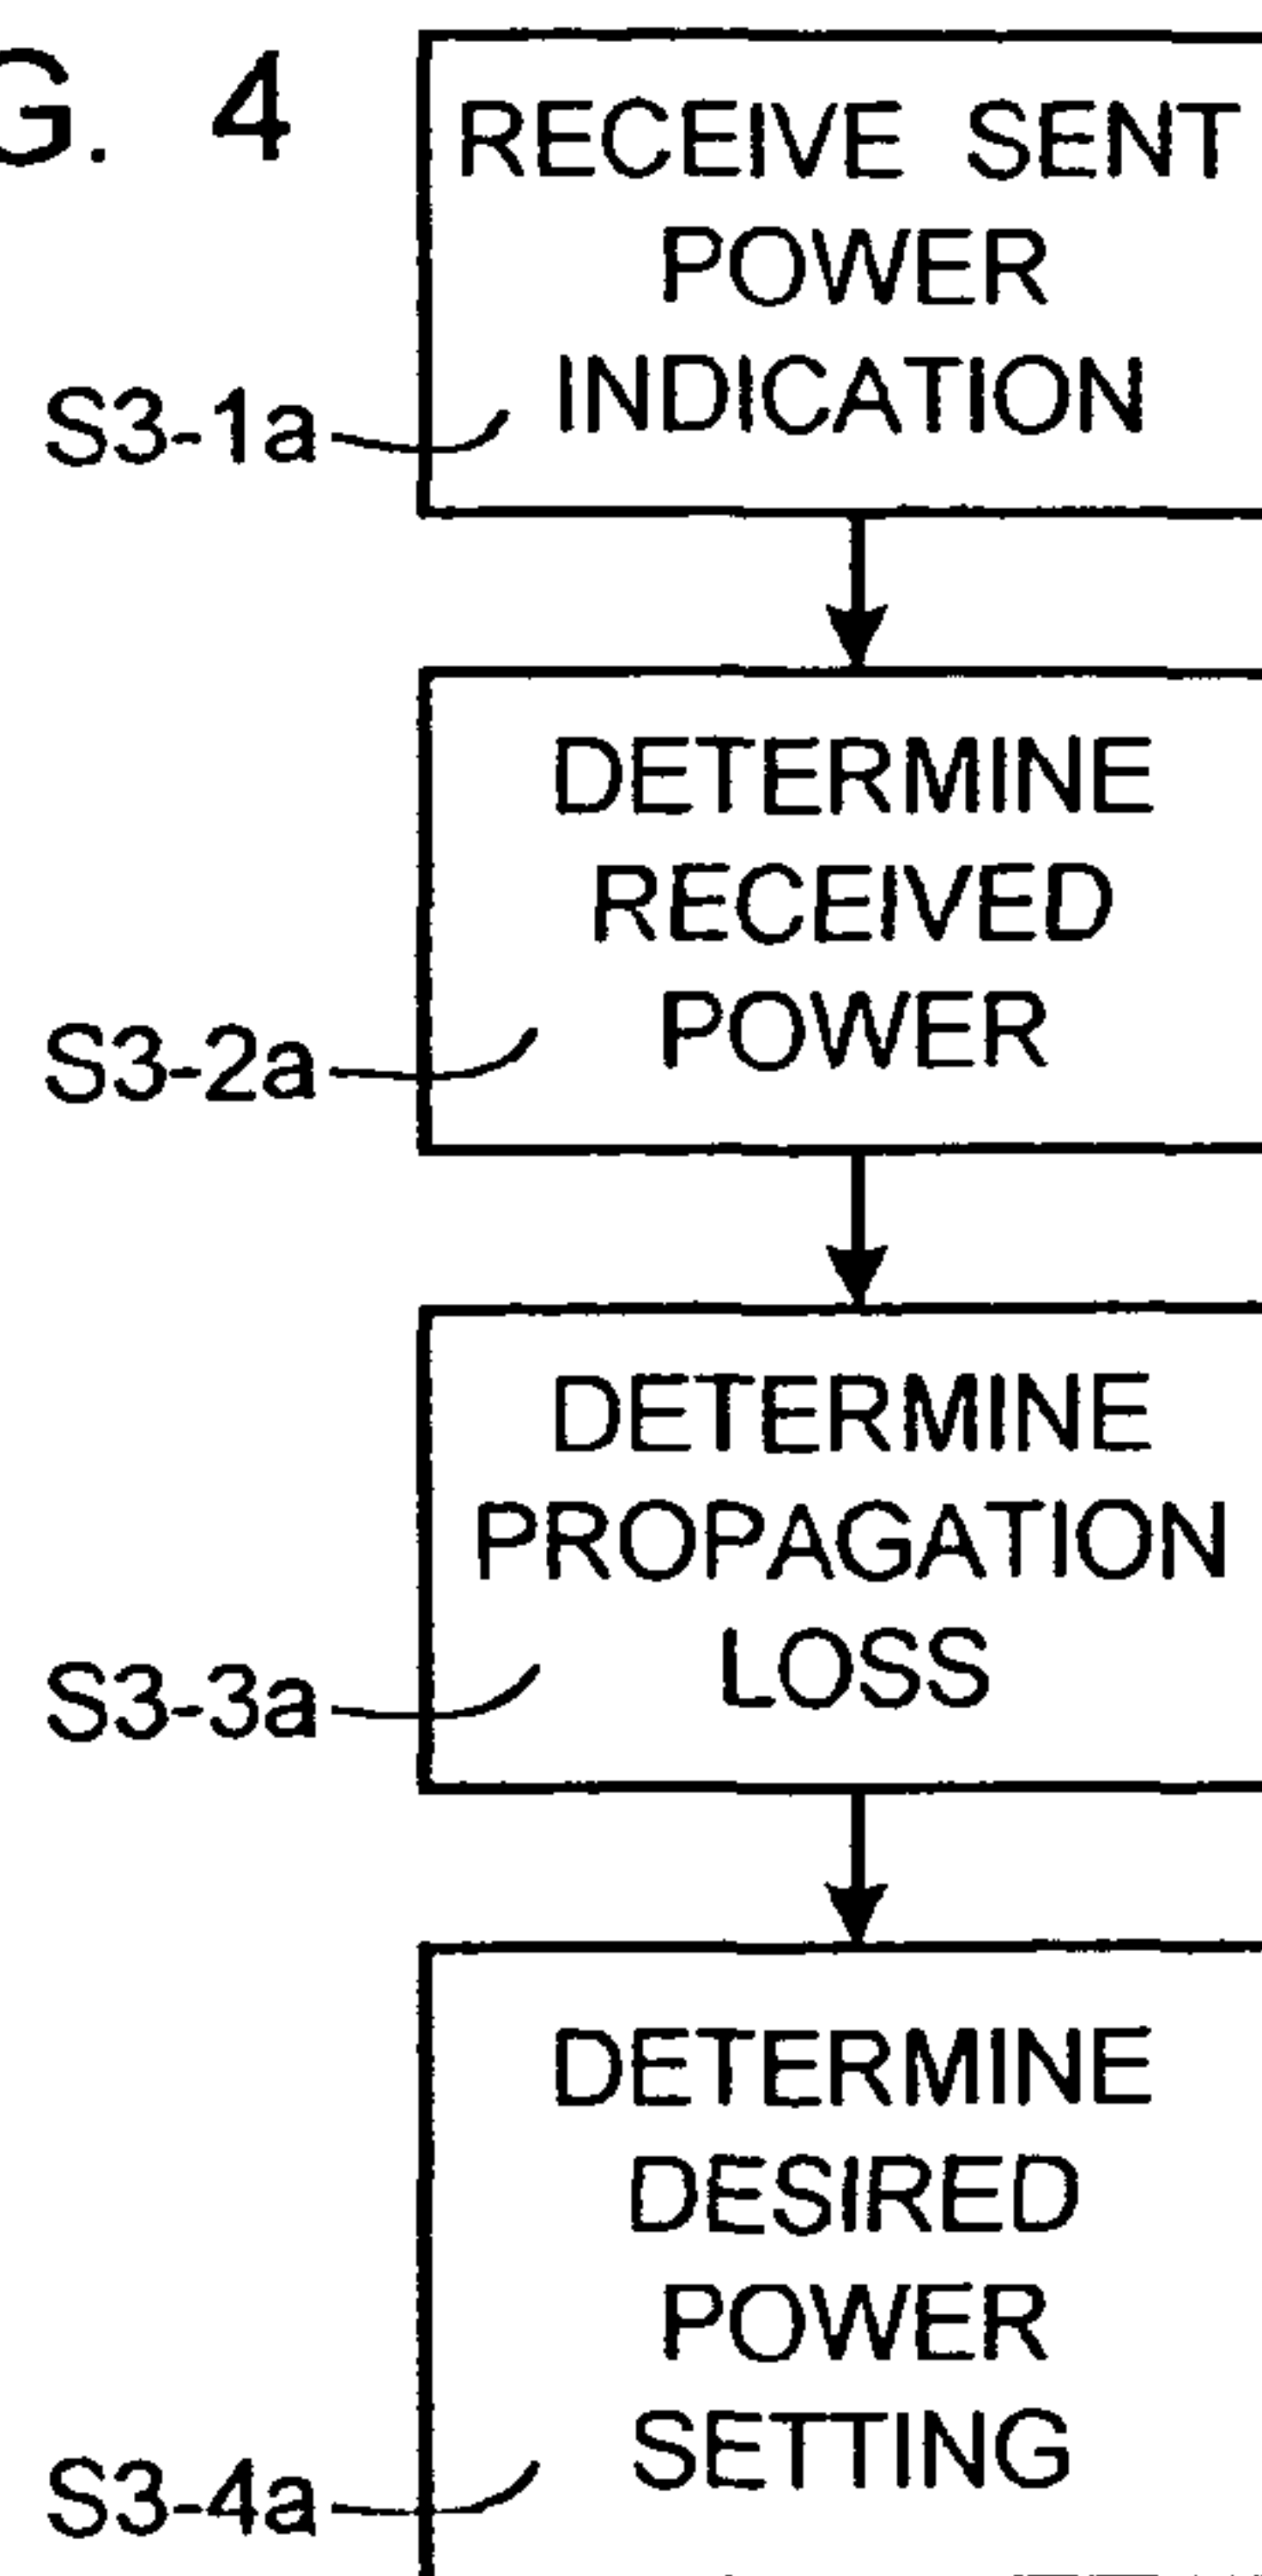 G. 4
RECEIVE SENT
POWER
INDICATION
S3-1a
DETERMINE
RECEIVED
POWER
S3-2a
DETERMINE
PROPAGATION
LOSS
S3-3a
DETERMINE
DESIRED
POWER
SETTING
S3-4a